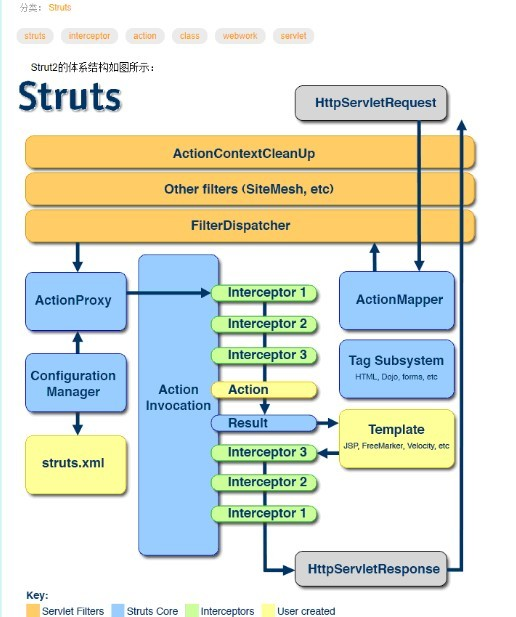 分类： Struts
struts interceptor action class webwork servlet
Strut2的体系结构如图所示：
Struts
HttpServletRequest
ActionContextCleanUp
Other filters (SiteMesh, etc)
FilterDispatcher
ActionProxy
Interceptor 1
ActionMapper
Interceptor 2
Interceptor 3
Tag Subsystem
HTML, Dojo, forms, etc
Configuration
Manager
Action
Invocation
Action
Result
Template
JSP, FreeMarker, Velocity, etc
struts.xml
Interceptor 3
Interceptor 2
Interceptor 1
HttpServletResponse
Key:
Servlet Filters Struts Core Interceptors User created